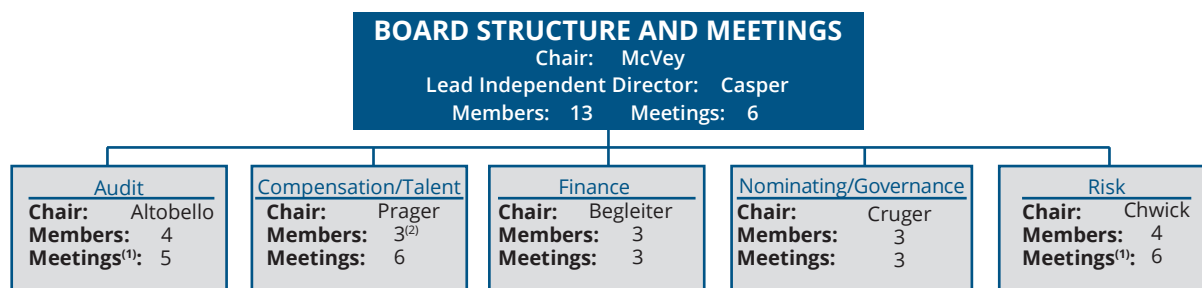 BOARD STRUCTURE AND MEETINGS
Chair: McVey
Lead Independent Director: Casper
Members: 13 Meetings: 6
Audit
Chair: Altobello
Members: 4
Meetings(1): 5
Compensation/Talent
Chair: Prager
Members: 3(2)
Meetings: 6
Finance
Chair: Begleiter
Members: 3
Meetings: 3
Nominating/Governance
Chair: Cruger
Members: 3
Meetings: 3
Risk
Chair: Chwick
Members: 4
Meetings(1): 6